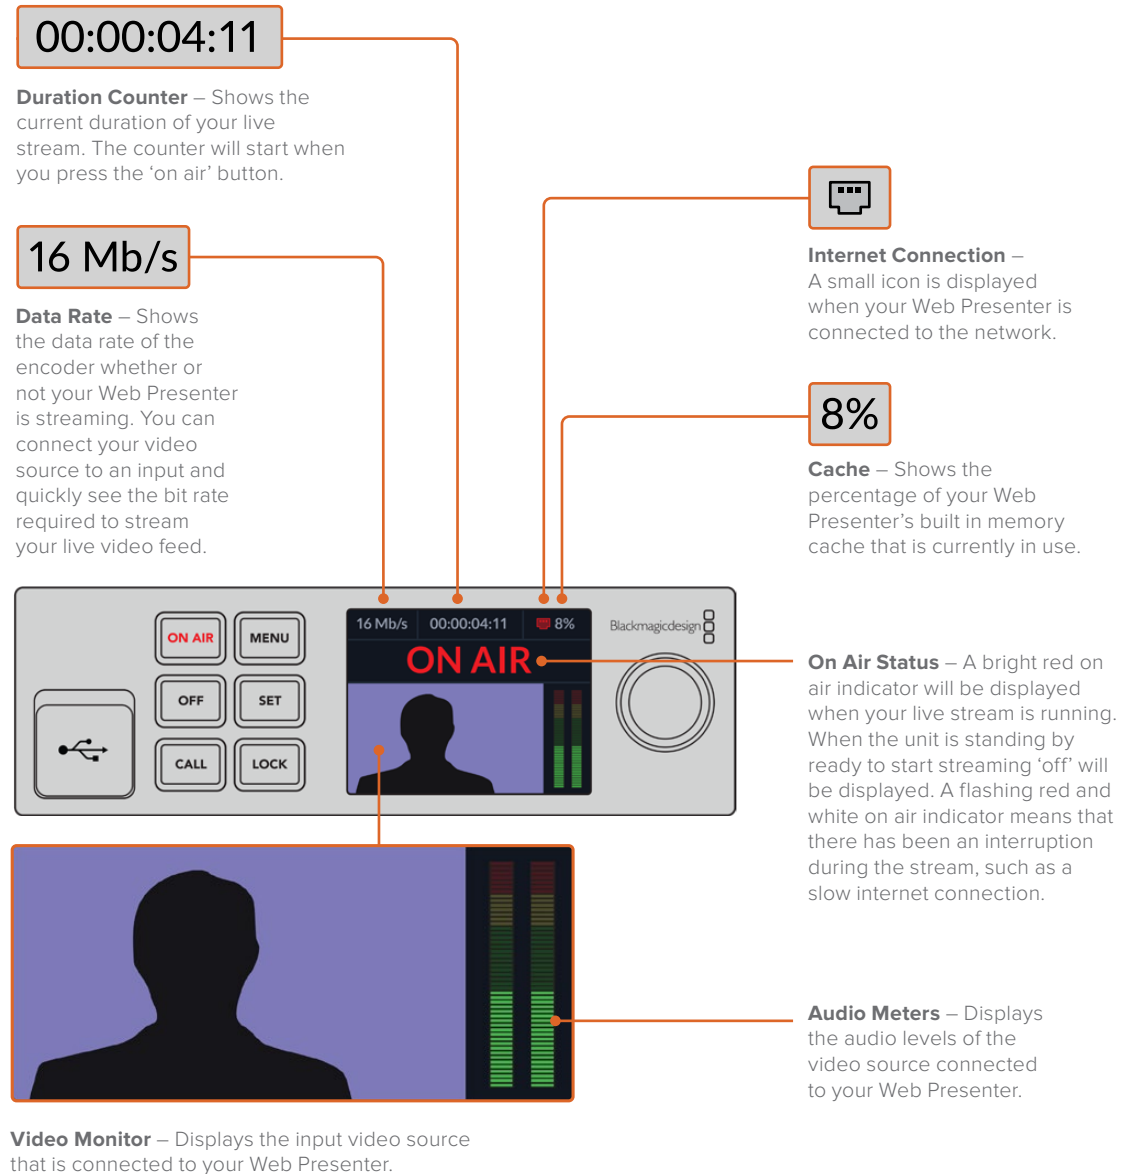 00:00:04:11
Duration Counter – Shows the
current duration of your live
stream. The counter will start when
you press the ‘on air’ button.
16 Mb/s
Data Rate – Shows
the data rate of the
encoder whether or
not your Web Presenter
is streaming. You can
connect your video
source to an input and
quickly see the bit rate
required to stream
your live video feed.
Internet Connection –
A small icon is displayed
when your Web Presenter is
connected to the network.
8%
Cache – Shows the
percentage of your Web
Presenter’s built in memory
cache that is currently in use.
ON AIR
MENU
OFF
SET
CALL
LOCK
16 Mb/s
00:00:04:11
8%
ON AIR
Blackmagicdesign
On Air Status – A bright red on
air indicator will be displayed
when your live stream is running.
When the unit is standing by
ready to start streaming ‘off’ will
be displayed. A flashing red and
white on air indicator means that
there has been an interruption
during the stream, such as a
slow internet connection.
Audio Meters – Displays
the audio levels of the
video source connected
to your Web Presenter.
Video Monitor – Displays the input video source
that is connected to your Web Presenter.